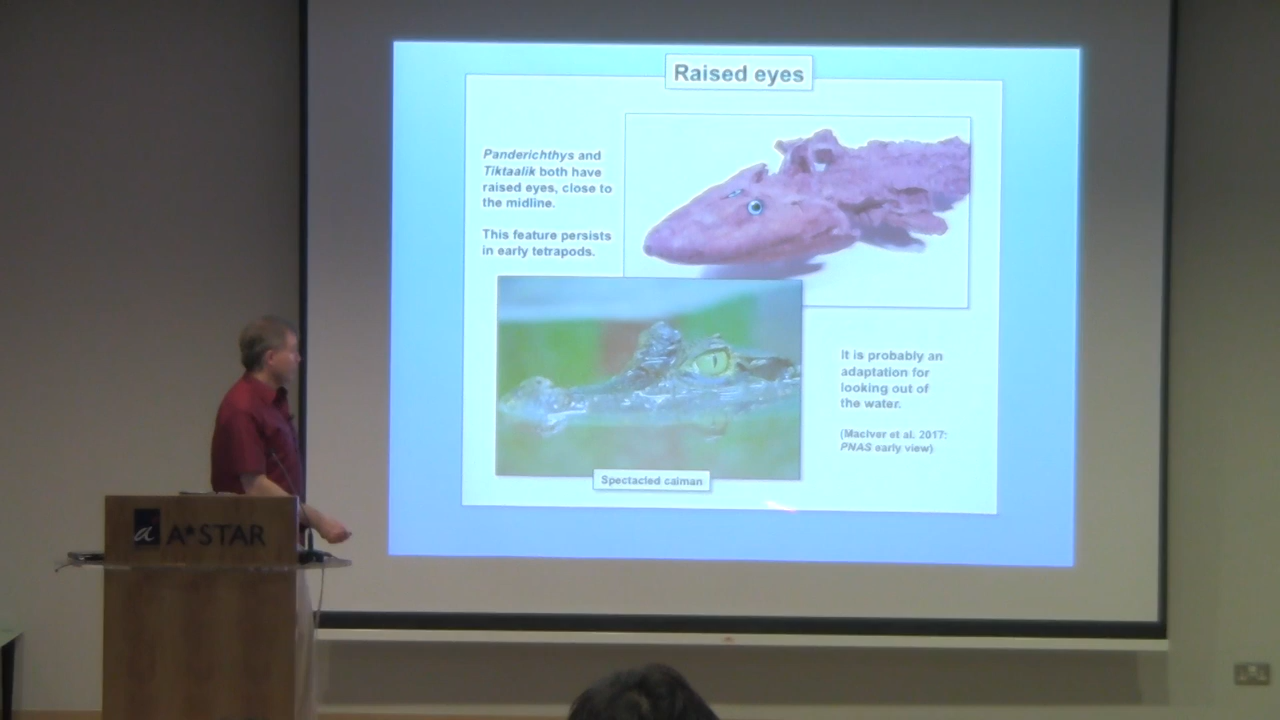 Raised eyes
Panderichthys and
Tiktaalik both have
raised eyes, close to
the midline.
This feature persists
in early tetrapods.
It is probably an
adaptation for
looking out of
the water.
(MacIver et al. 2017:
PNAS early view)
Spectacled caiman
a A*STAR